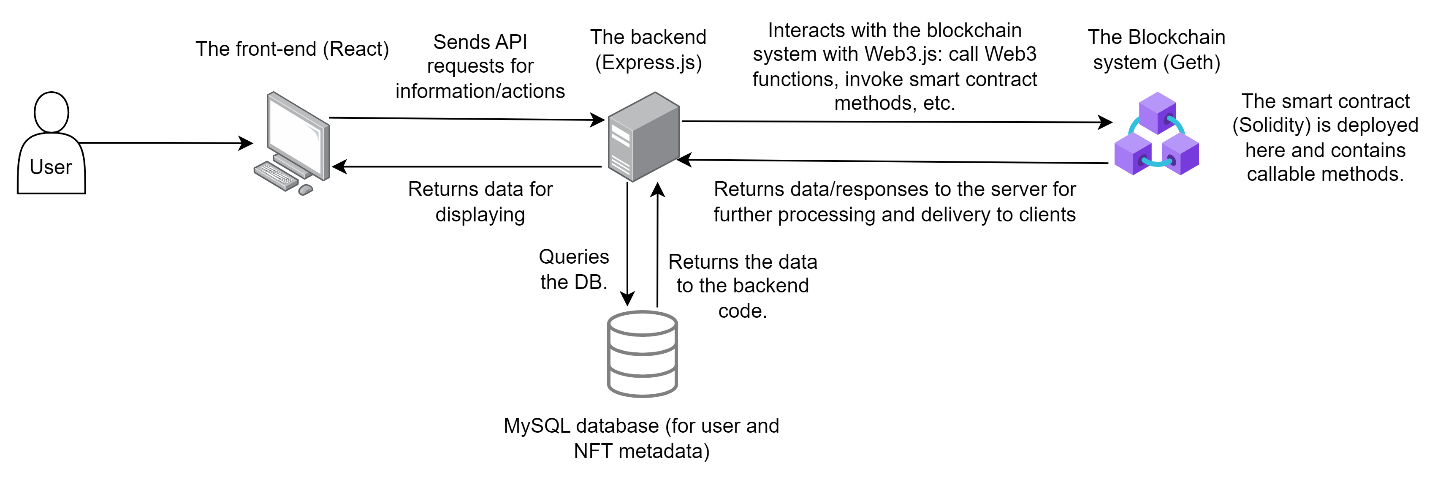 The front-end (React)
Sends API
requests for
information/actions
The backend
(Express.js)
Interacts with the blockchain
system with Web3.js: call Web3
functions, invoke smart contract
methods, etc.
The Blockchain
system (Geth)
The smart contract
(Solidity) is deployed
here and contains
callable methods.
User
Returns data for
displaying
Returns data/responses to the server for
further processing and delivery to clients
Queries
the DB.
Returns the data
to the backend
code.
MySQL database (for user and
NFT metadata)